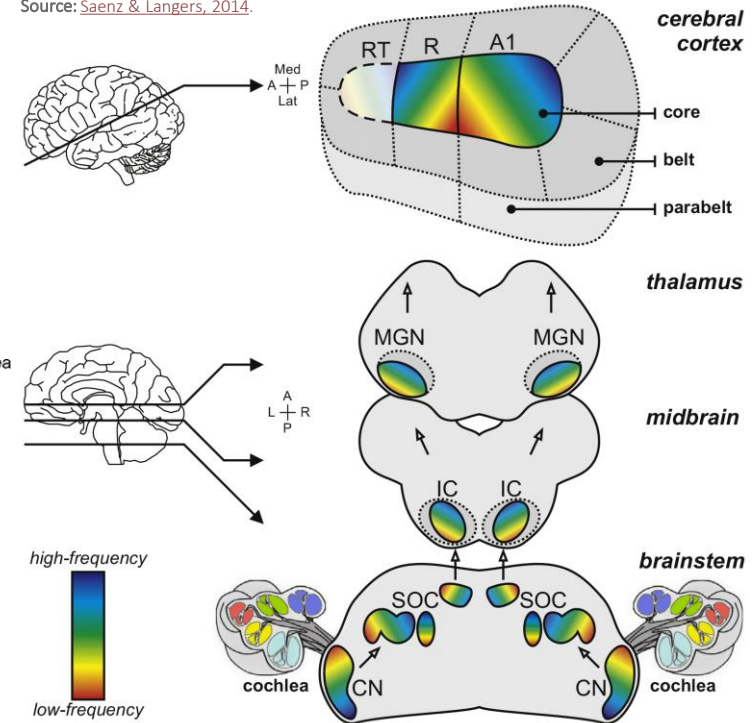 Source: Saenz & Langers, 2014.
cerebral
cortex
RT R A1
Med
A P
Lat
core
belt
parabelt
thalamus
MGN MGN
ea
A
L R
P
midbrain
IC IC
high-frequency
brainstem
SOC SOC
cochlea CN CN cochlea
low-frequency